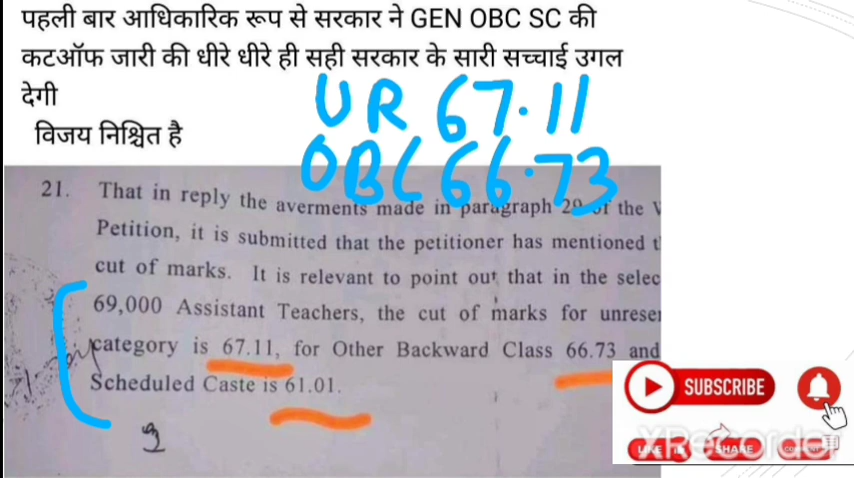 पहली बार आधिकारिक रूप से सरकार ने GEN OBC SC की
कटऑफ जारी की धीरे धीरे ही सही सरकार के सारी सच्चाई उगल
देगी
विजय निश्चित है
UR 67.11
OBC 66.73
21. That in reply the averments made in paragraph 29 of the
Petition, it is submitted that the petitioner has mentioned
cut of marks. It is relevant to point out that in the selec
69,000 Assistant Teachers, the cut of marks for unreser
category is 67.11, for Other Backward Class 66.73 and
Scheduled Caste is 61.01.
SUBSCRIBE
XRecorder
LIKE SHARE COMMENT